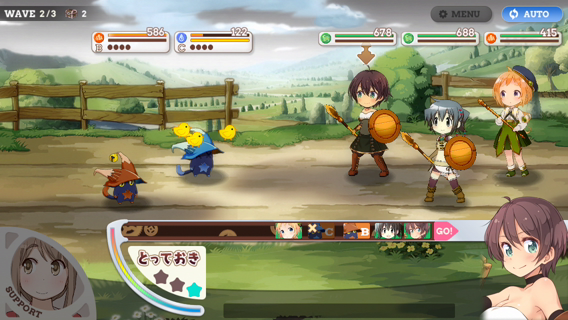 WAVE 2/3 2
MENU
AUTO
586
B
122
C
678
688
415
C
B
GO!
とっておき
SUPPORT